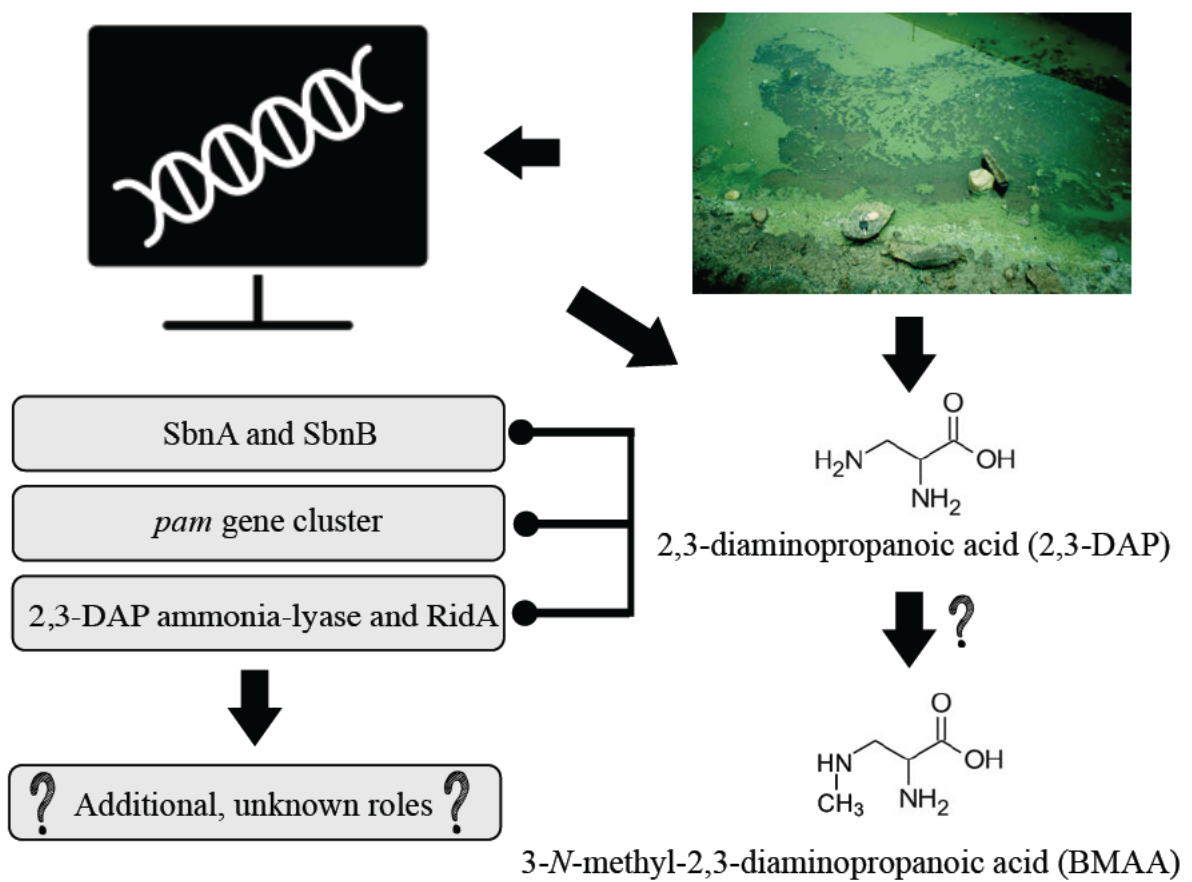 SbnA and SbnB
pam gene cluster
2,3-DAP ammonia-lyase and RidA
? Additional, unknown roles ?
O
H₂N
OH
NH₂
2,3-diaminopropanoic acid (2,3-DAP)
?
O
HN
OH
CH₃
NH₂
3-N-methyl-2,3-diaminopropanoic acid (BMAA)